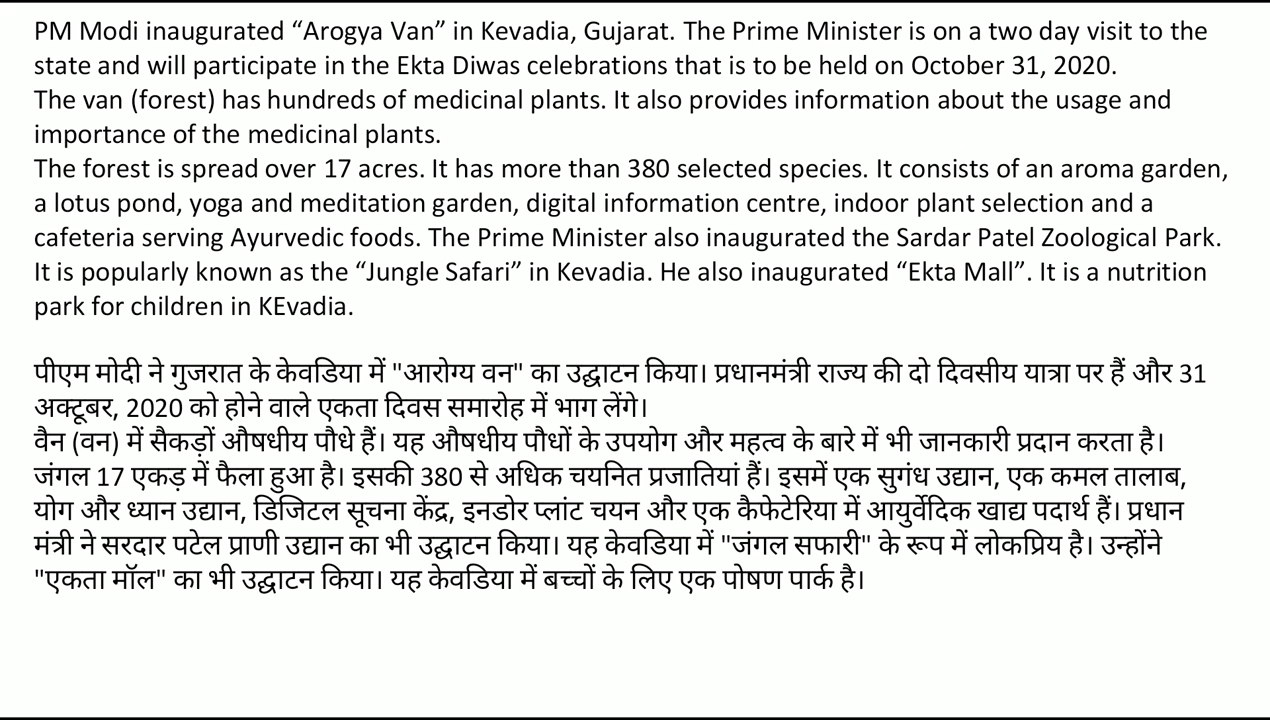 PM Modi inaugurated “Arogya Van” in Kevadia, Gujarat. The Prime Minister is on a two day visit to the
state and will participate in the Ekta Diwas celebrations that is to be held on October 31, 2020.
The van (forest) has hundreds of medicinal plants. It also provides information about the usage and
importance of the medicinal plants.
The forest is spread over 17 acres. It has more than 380 selected species. It consists of an aroma garden,
a lotus pond, yoga and meditation garden, digital information centre, indoor plant selection and a
cafeteria serving Ayurvedic foods. The Prime Minister also inaugurated the Sardar Patel Zoological Park.
It is popularly known as the “Jungle Safari” in Kevadia. He also inaugurated “Ekta Mall”. It is a nutrition
park for children in KEvadia.
पीएम मोदी ने गुजरात के केवडिया में "आरोग्य वन" का उद्घाटन किया। प्रधानमंत्री राज्य की दो दिवसीय यात्रा पर हैं और 31
अक्टूबर, 2020 को होने वाले एकता दिवस समारोह में भाग लेंगे।
वैन (वन) में सैकड़ों औषधीय पौधे हैं। यह औषधीय पौधों के उपयोग और महत्व के बारे में भी जानकारी प्रदान करता है।
जंगल 17 एकड़ में फैला हुआ है। इसकी 380 से अधिक चयनित प्रजातियां हैं। इसमें एक सुगंध उद्यान, एक कमल तालाब,
योग और ध्यान उद्यान, डिजिटल सूचना केंद्र, इनडोर प्लांट चयन और एक कैफेटेरिया में आयुर्वेदिक खाद्य पदार्थ हैं। प्रधान
मंत्री ने सरदार पटेल प्राणी उद्यान का भी उद्घाटन किया। यह केवडिया में "जंगल सफारी" के रूप में लोकप्रिय है। उन्होंने
"एकता मॉल" का भी उद्घाटन किया। यह केवडिया में बच्चों के लिए एक पोषण पार्क है।